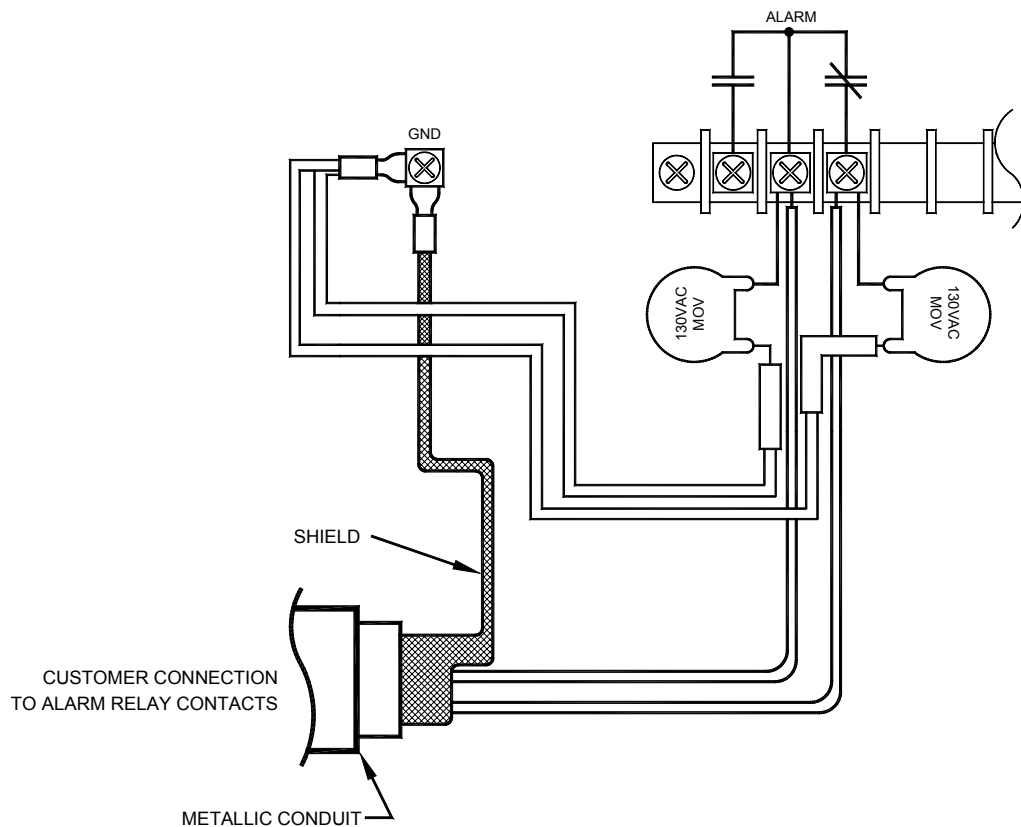 ALARM
GND
130VAC
MOV
130VAC
MOV
SHIELD
CUSTOMER CONNECTION
TO ALARM RELAY CONTACTS
METALLIC CONDUIT